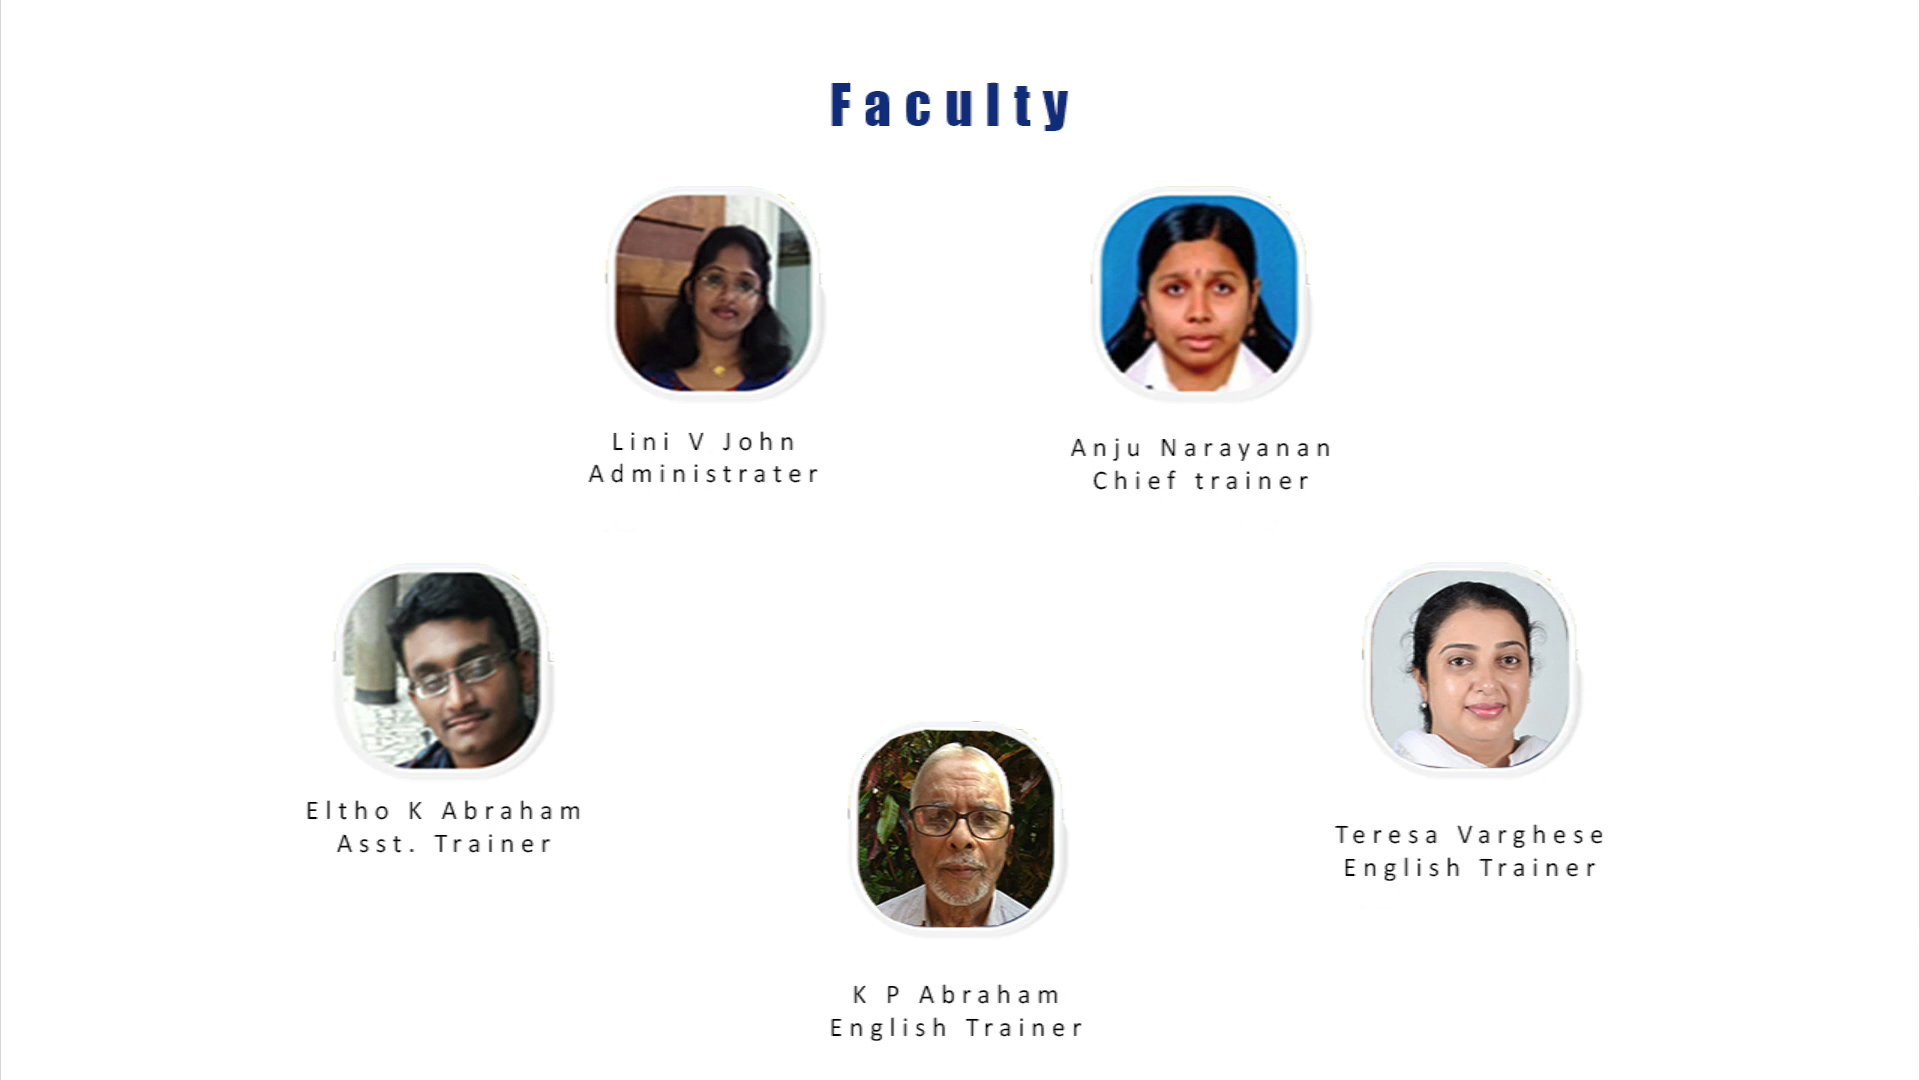 Faculty
Lini V John
Administrater
Anju Narayanan
Chief trainer
Eltho K Abraham
Asst. Trainer
Teresa Varghese
English Trainer
K P Abraham
English Trainer